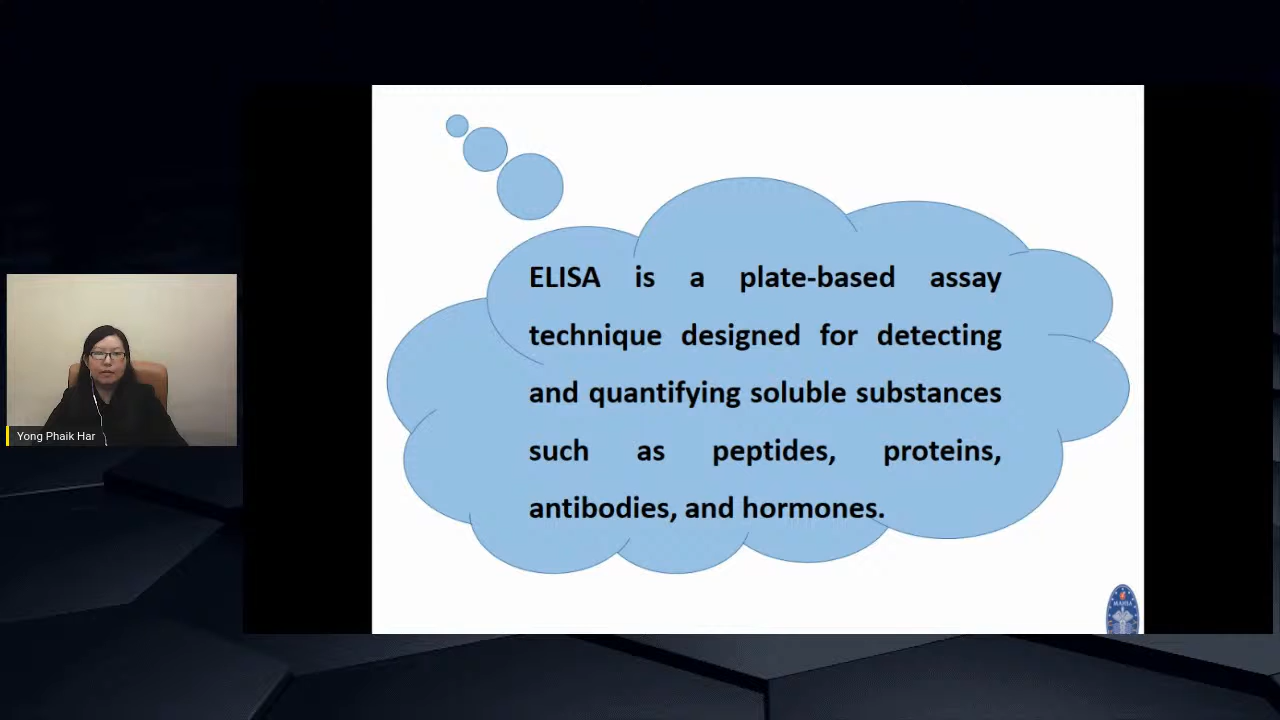 ELISA is a plate-based assay
technique designed for detecting
and quantifying soluble substances
such as peptides, proteins,
antibodies, and hormones.
Yong Phaik Har
MAHSA